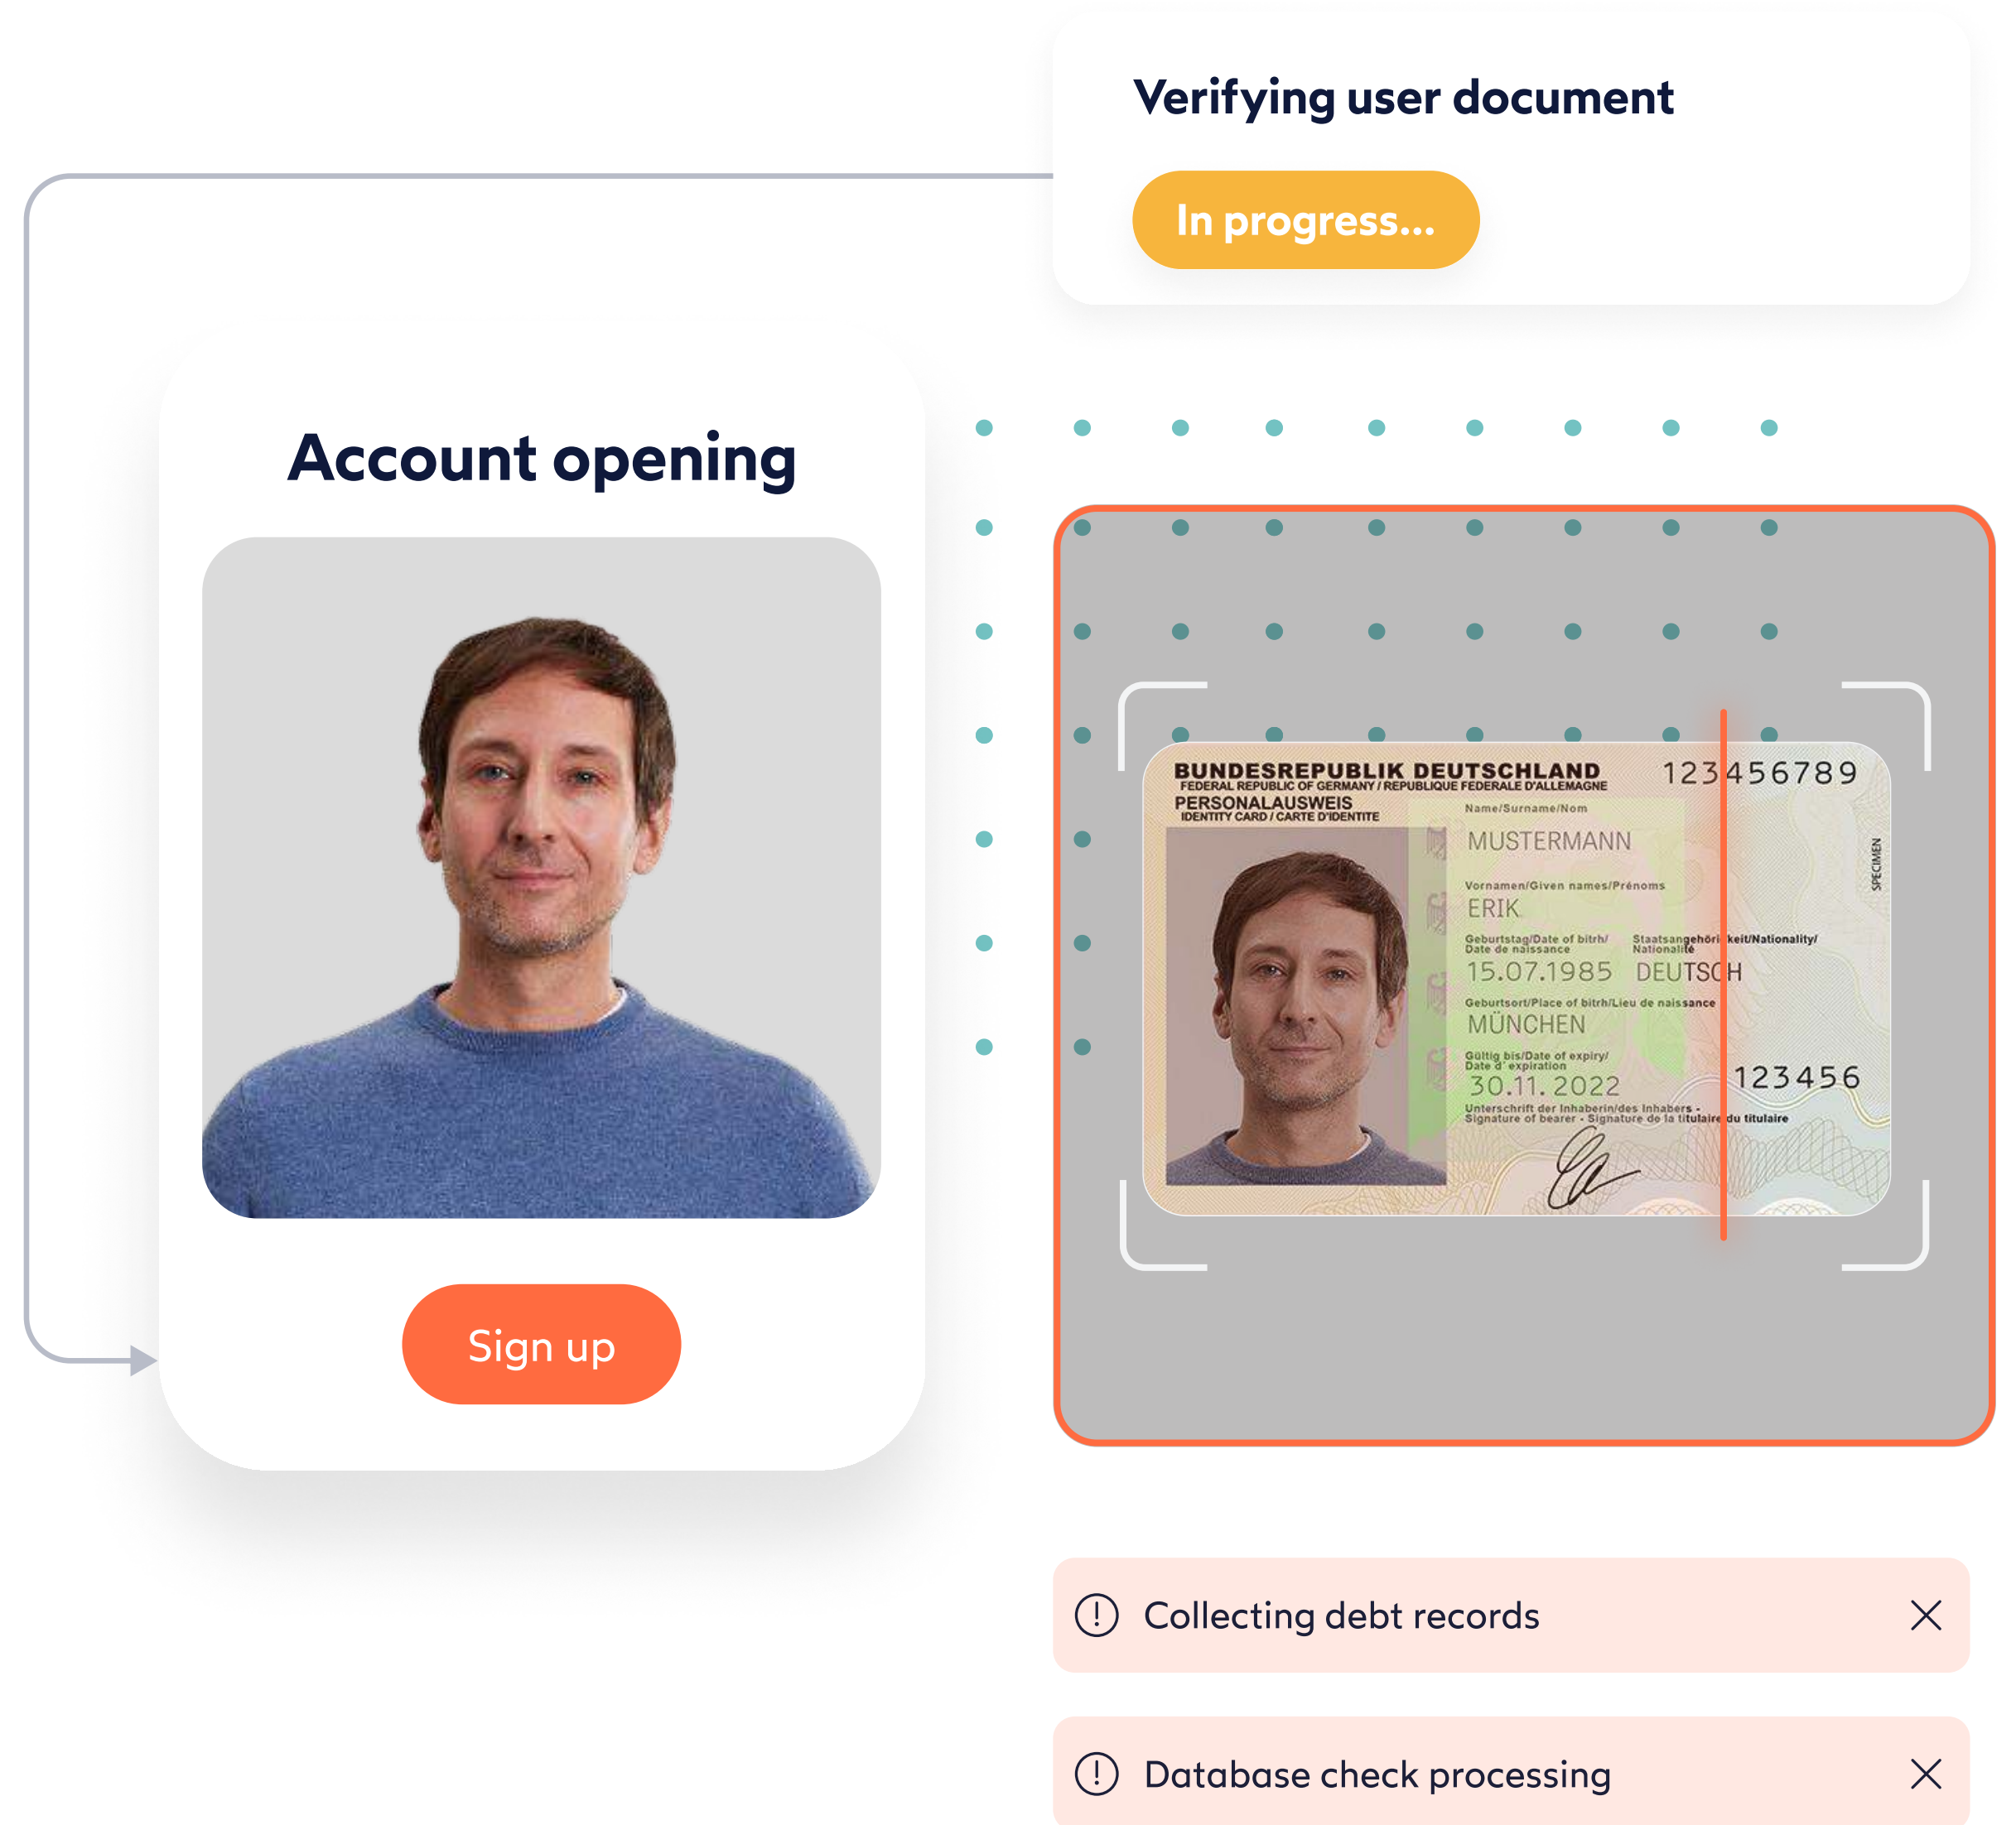 Verifying user document
In progress...
Account opening
Sign up
BUNDESREPUBLIK DEUTSCHLAND
FEDERAL REPUBLIC OF GERMANY / REPUBLIQUE FEDERALE D'ALLEMAGNE
PERSONALAUSWEIS
IDENTITY CARD / CARTE D'IDENTITE
123456789
Name/Surname/Nom
MUSTERMANN
SPECIMEN
Vornamen/Given names/Prénoms
ERIK
Geburtstag/Date of bitrh/
Date de naissance
Staatsangehörigkeit/Nationality/
Nationalité
15.07.1985
DEUTSCH
Geburtsort/Place of bitrh/Lieu de naissance
MÜNCHEN
Gültig bis/Date of expiry/
Date d'expiration
30.11.2022
123456
Unterschrift der Inhaberin/des Inhabers -
Signature of bearer - Signature de la titulaire du titulaire
Collecting debt records
Database check processing